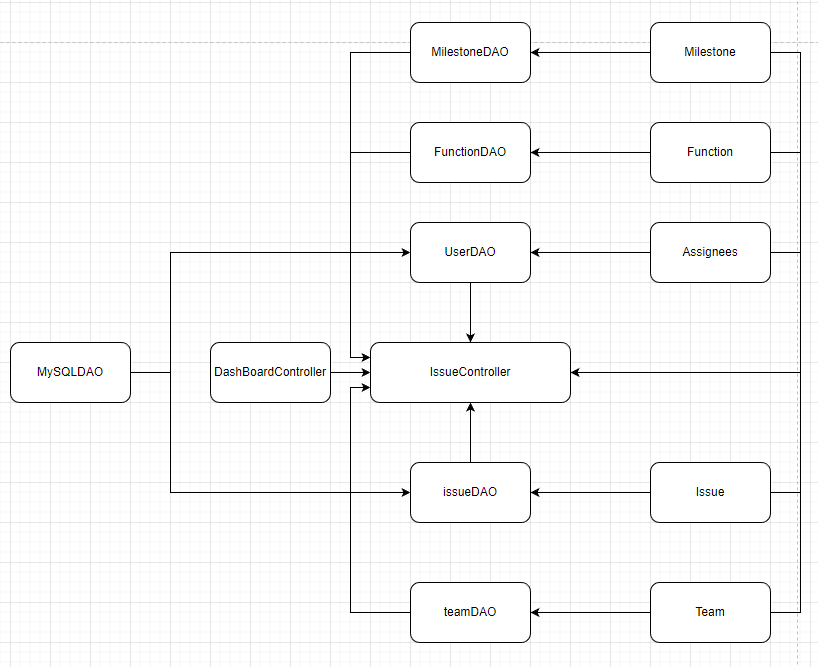 MilestoneDAO
Milestone
FunctionDAO
Function
UserDAO
Assignees
MySQLDAO
DashBoardController
IssueController
issueDAO
Issue
teamDAO
Team